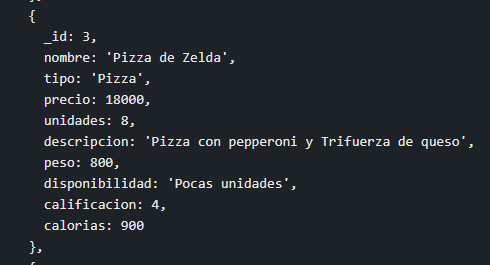 {
_id: 3,
nombre: 'Pizza de Zelda',
tipo: 'Pizza',
precio: 18000,
unidades: 8,
descripcion: 'Pizza con pepperoni y Trifuerza de queso',
peso: 800,
disponibilidad: 'Pocas unidades',
calificacion: 4,
calorias: 900
},